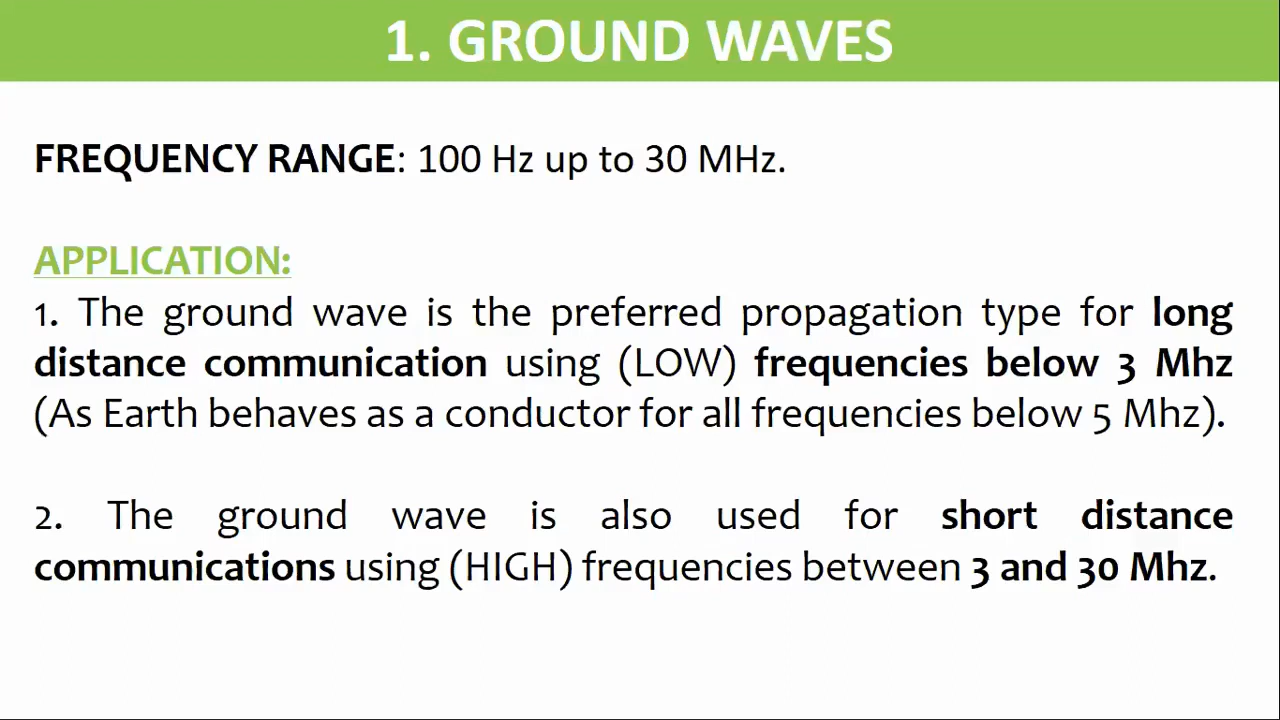 1. GROUND WAVES
FREQUENCY RANGE: 100 Hz up to 30 MHz.
APPLICATION:
1. The ground wave is the preferred propagation type for long
distance communication using (LOW) frequencies below 3 Mhz
(As Earth behaves as a conductor for all frequencies below 5 Mhz).
2. The ground wave is also used for short distance
communications using (HIGH) frequencies between 3 and 30 Mhz.